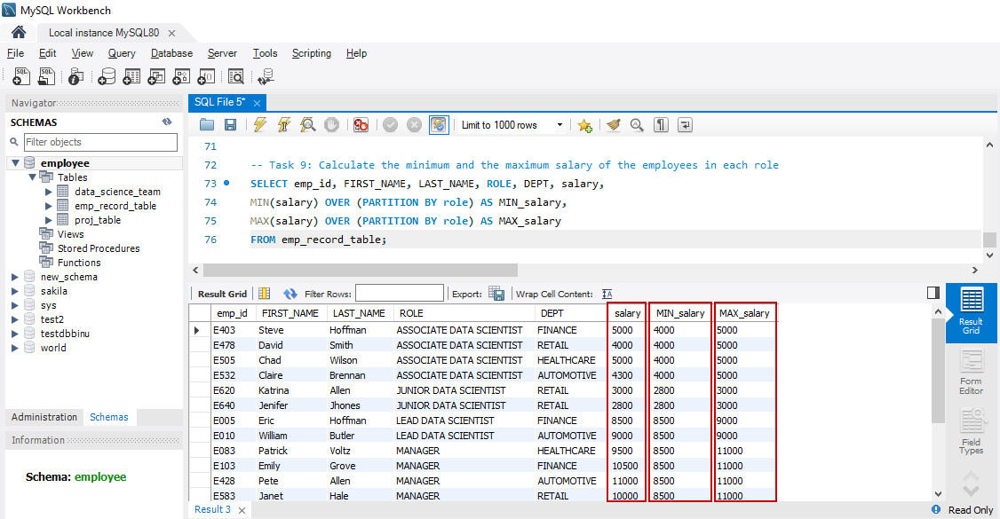 MySQL Workbench
Local instance MySQL80
File Edit View Query Database Server Tools Scripting Help
Navigator
SCHEMAS
Filter objects
employee
Tables
data_science_team
emp_record_table
proj_table
Views
Stored Procedures
Functions
new_schema
sakila
sys
test2
testdbbinu
world
Administration Schemas
Information
Schema: employee
SQL File 5*
Limit to 1000 rows
71
72 -- Task 9: Calculate the minimum and the maximum salary of the employees in each role
73 SELECT emp_id, FIRST_NAME, LAST_NAME, ROLE, DEPT, salary,
74 MIN(salary) OVER (PARTITION BY role) AS MIN_salary,
75 MAX(salary) OVER (PARTITION BY role) AS MAX_salary
76 FROM emp_record_table;
Result Grid Filter Rows: Export: Wrap Cell Content:
emp_id FIRST_NAME LAST_NAME ROLE DEPT salary MIN_salary MAX_salary
E403 Steve Hoffman ASSOCIATE DATA SCIENTIST FINANCE 5000 4000 5000
E478 David Smith ASSOCIATE DATA SCIENTIST RETAIL 4000 4000 5000
E505 Chad Wilson ASSOCIATE DATA SCIENTIST HEALTHCARE 5000 4000 5000
E532 Claire Brennan ASSOCIATE DATA SCIENTIST AUTOMOTIVE 4300 4000 5000
E620 Katrina Allen JUNIOR DATA SCIENTIST RETAIL 3000 2800 3000
E640 Jenifer Jhones JUNIOR DATA SCIENTIST RETAIL 2800 2800 3000
E005 Eric Hoffman LEAD DATA SCIENTIST FINANCE 8500 8500 9000
E010 William Butler LEAD DATA SCIENTIST AUTOMOTIVE 9000 8500 9000
E083 Patrick Voltz MANAGER HEALTHCARE 9500 8500 11000
E103 Emily Grove MANAGER FINANCE 10500 8500 11000
E428 Pete Allen MANAGER AUTOMOTIVE 11000 8500 11000
E583 Janet Hale MANAGER RETAIL 10000 8500 11000
Result
Grid
Form
Editor
Field
Types
Result 3
Read Only